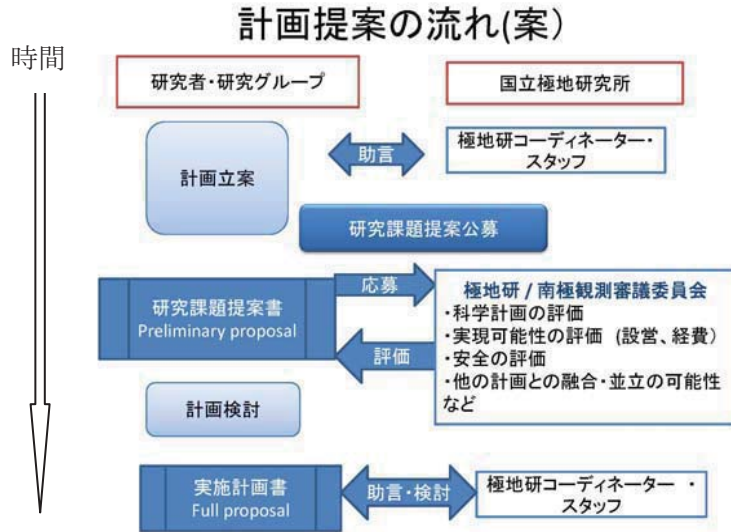 計画提案の流れ(案）
時間
研究者・研究グループ
国立極地研究所
計画立案
助言
極地研コーディネーター・
スタッフ
研究課題提案公募
研究課題提案書
Preliminary proposal
応募
評価
極地研 / 南極観測審議委員会
・科学計画の評価
・実現可能性の評価 (設営、経費）
・安全の評価
・他の計画との融合・並立の可能性
など
計画検討
実施計画書
Full proposal
助言・検討
極地研コーディネーター ・
スタッフ